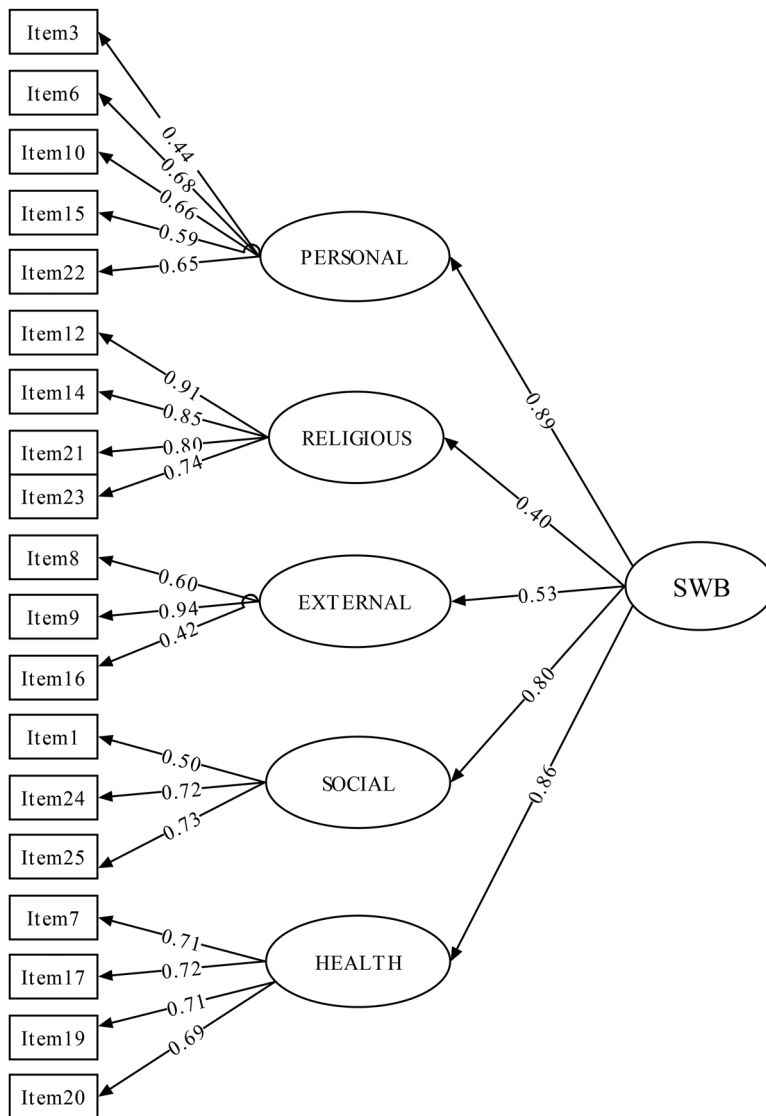 Item3
0.44
Item6
0.68
Item10
0.66
Item15
0.59
Item22
0.65
PERSONAL
0.89
Item12
0.91
Item14
0.85
Item21
0.80
Item23
0.74
RELIGIOUS
0.40
Item8
0.60
Item9
0.94
Item16
0.42
EXTERNAL
0.53
SWB
Item1
0.50
Item24
0.72
Item25
0.73
SOCIAL
0.80
Item7
0.71
Item17
0.72
Item19
0.71
Item20
0.69
HEALTH
0.86